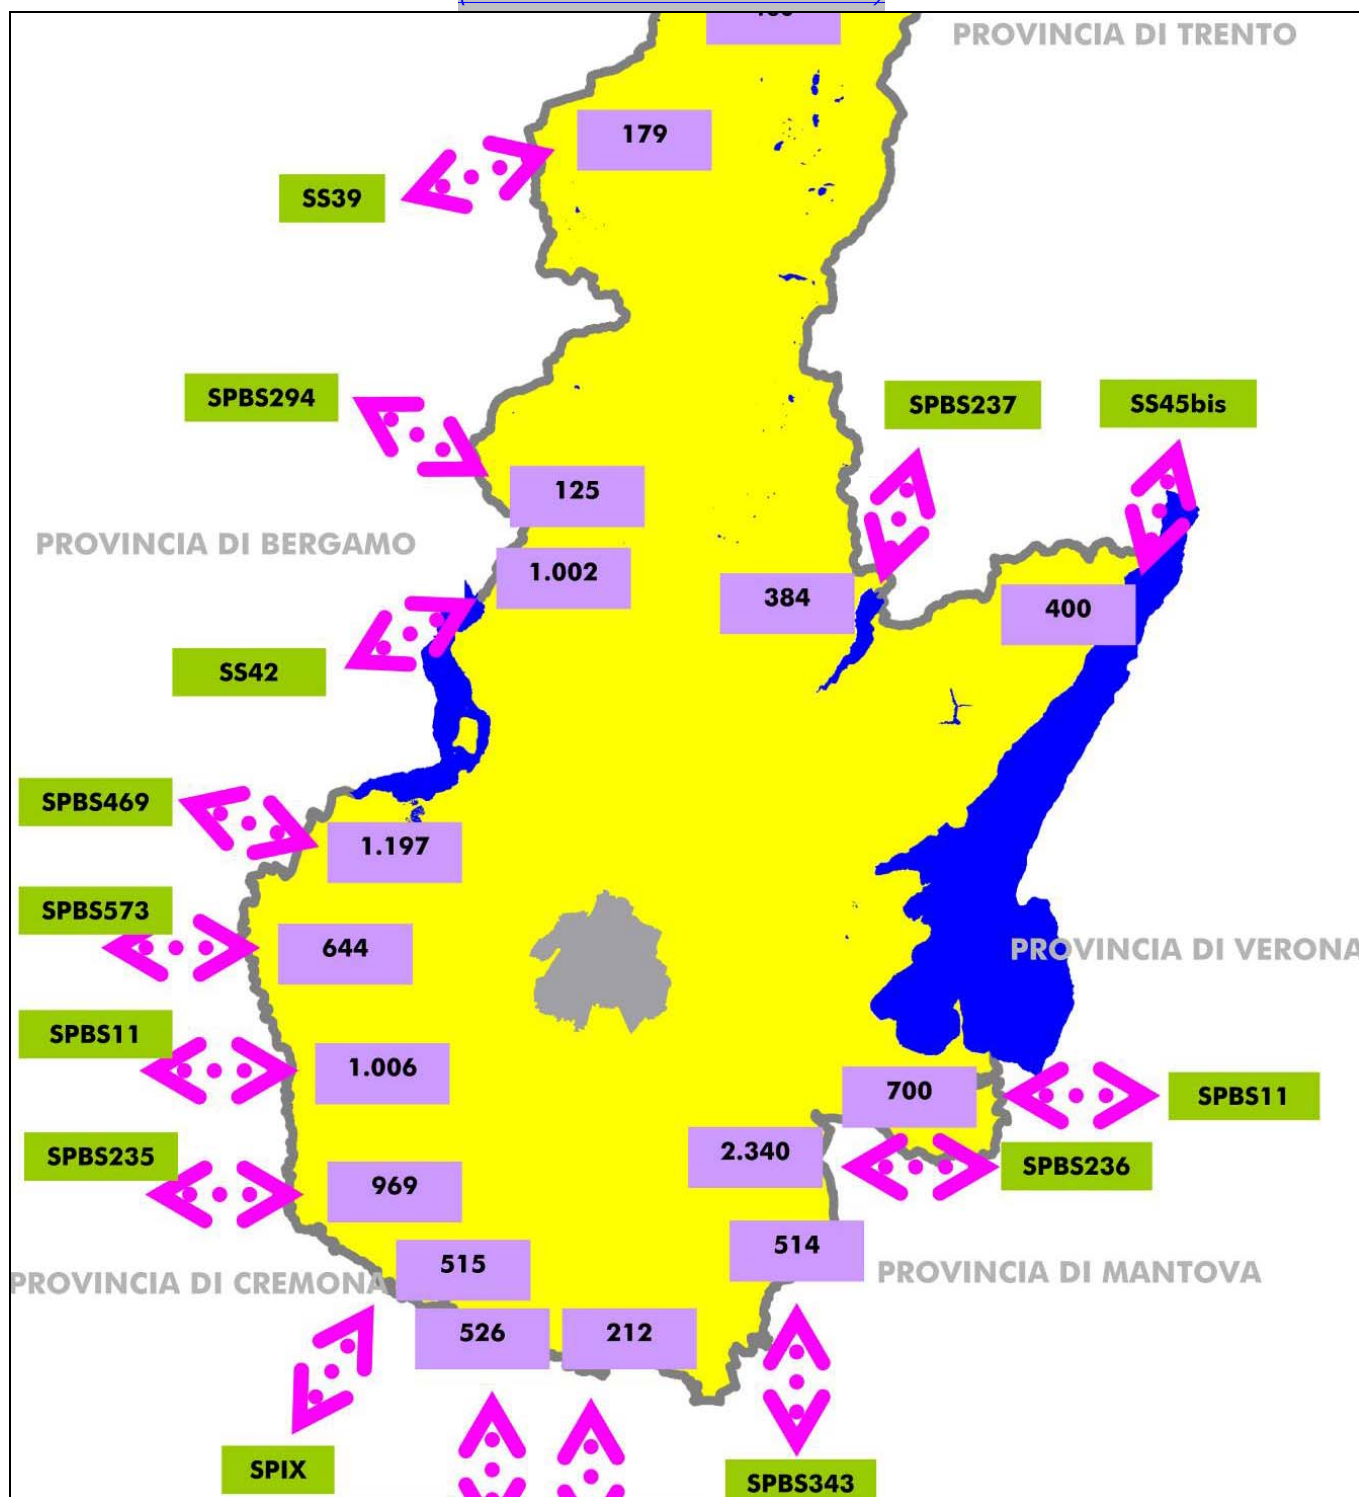 PROVINCIA DI TRENTO
179
SS39
SPBS294
SPBS237
SS45bis
125
PROVINCIA DI BERGAMO
1.002
384
400
SS42
SPBS469
1.197
SPBS573
644
PROVINCIA DI VERONA
SPBS11
1.006
700
SPBS11
SPBS235
2.340
SPBS236
969
515
514
PROVINCIA DI CREMONA
PROVINCIA DI MANTOVA
526
212
SPIX
SPBS343